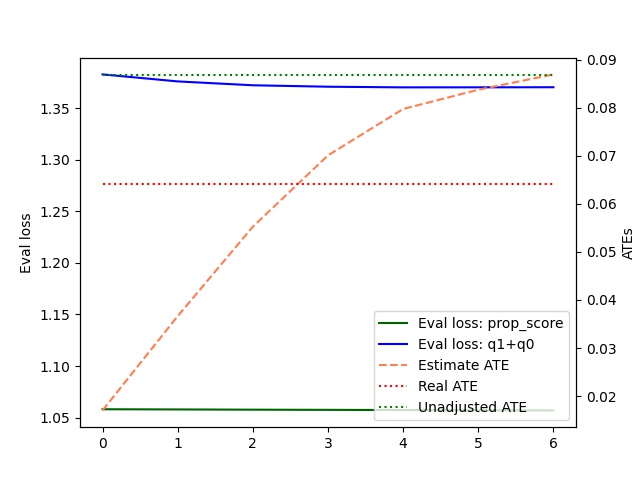 0.09
1.35
0.08
1.30
0.07
1.25
0.06
Eval loss
ATEs
1.20
0.05
1.15
0.04
Eval loss: prop_score
Eval loss: q1+q0
1.10
Estimate ATE
0.03
Real ATE
Unadjusted ATE
0.02
1.05
0 1 2 3 4 5 6